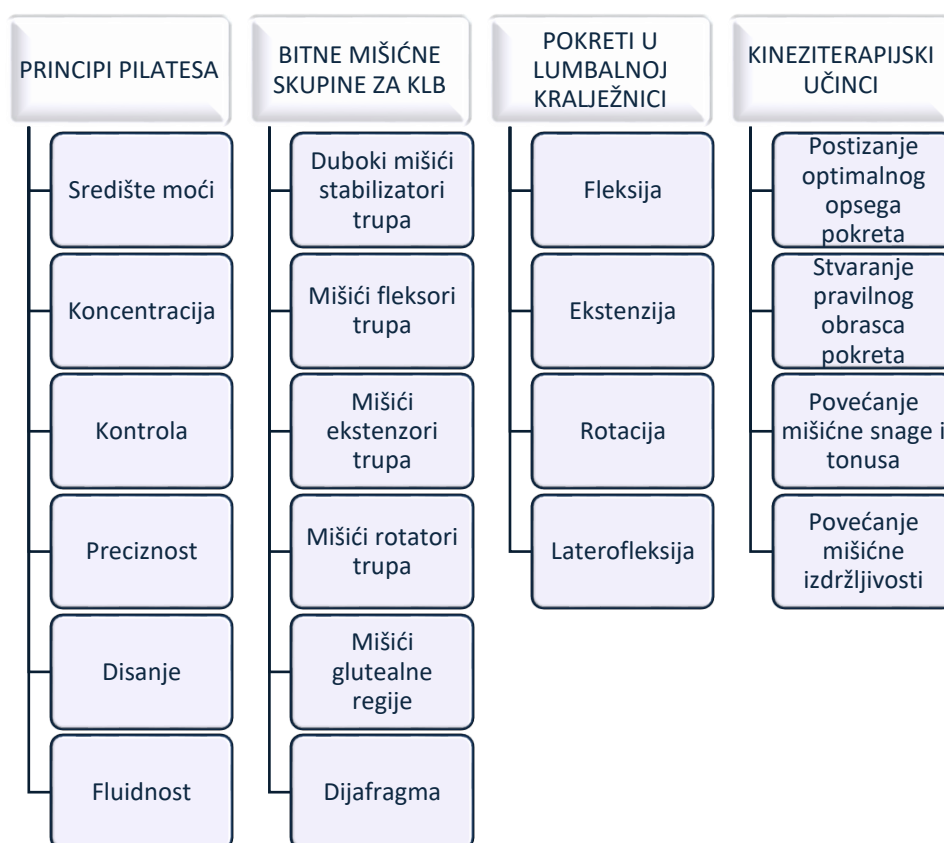 PRINCIPI PILATESA
Središte moći
Koncentracija
Kontrola
Preciznost
Disanje
Fluidnost
BITNE MIŠIĆNE
SKUPINE ZA KLB
Duboki mišići
stabilizatori
trupa
Mišići fleksori
trupa
Mišići
ekstenzori
trupa
Mišići rotatori
trupa
Mišići
glutealne
regije
Dijafragma
POKRETI U
LUMBALNOJ
KRALJEŽNICI
Fleksija
Ekstenzija
Rotacija
Laterofleksija
KINEZITERAPIJSKI
UČINCI
Postizanje
optimalnog
opsega
pokreta
Stvaranje
pravilnog
obrasca
pokreta
Povećanje
mišićne snage i
tonusa
Povećanje
mišićne
izdržljivosti